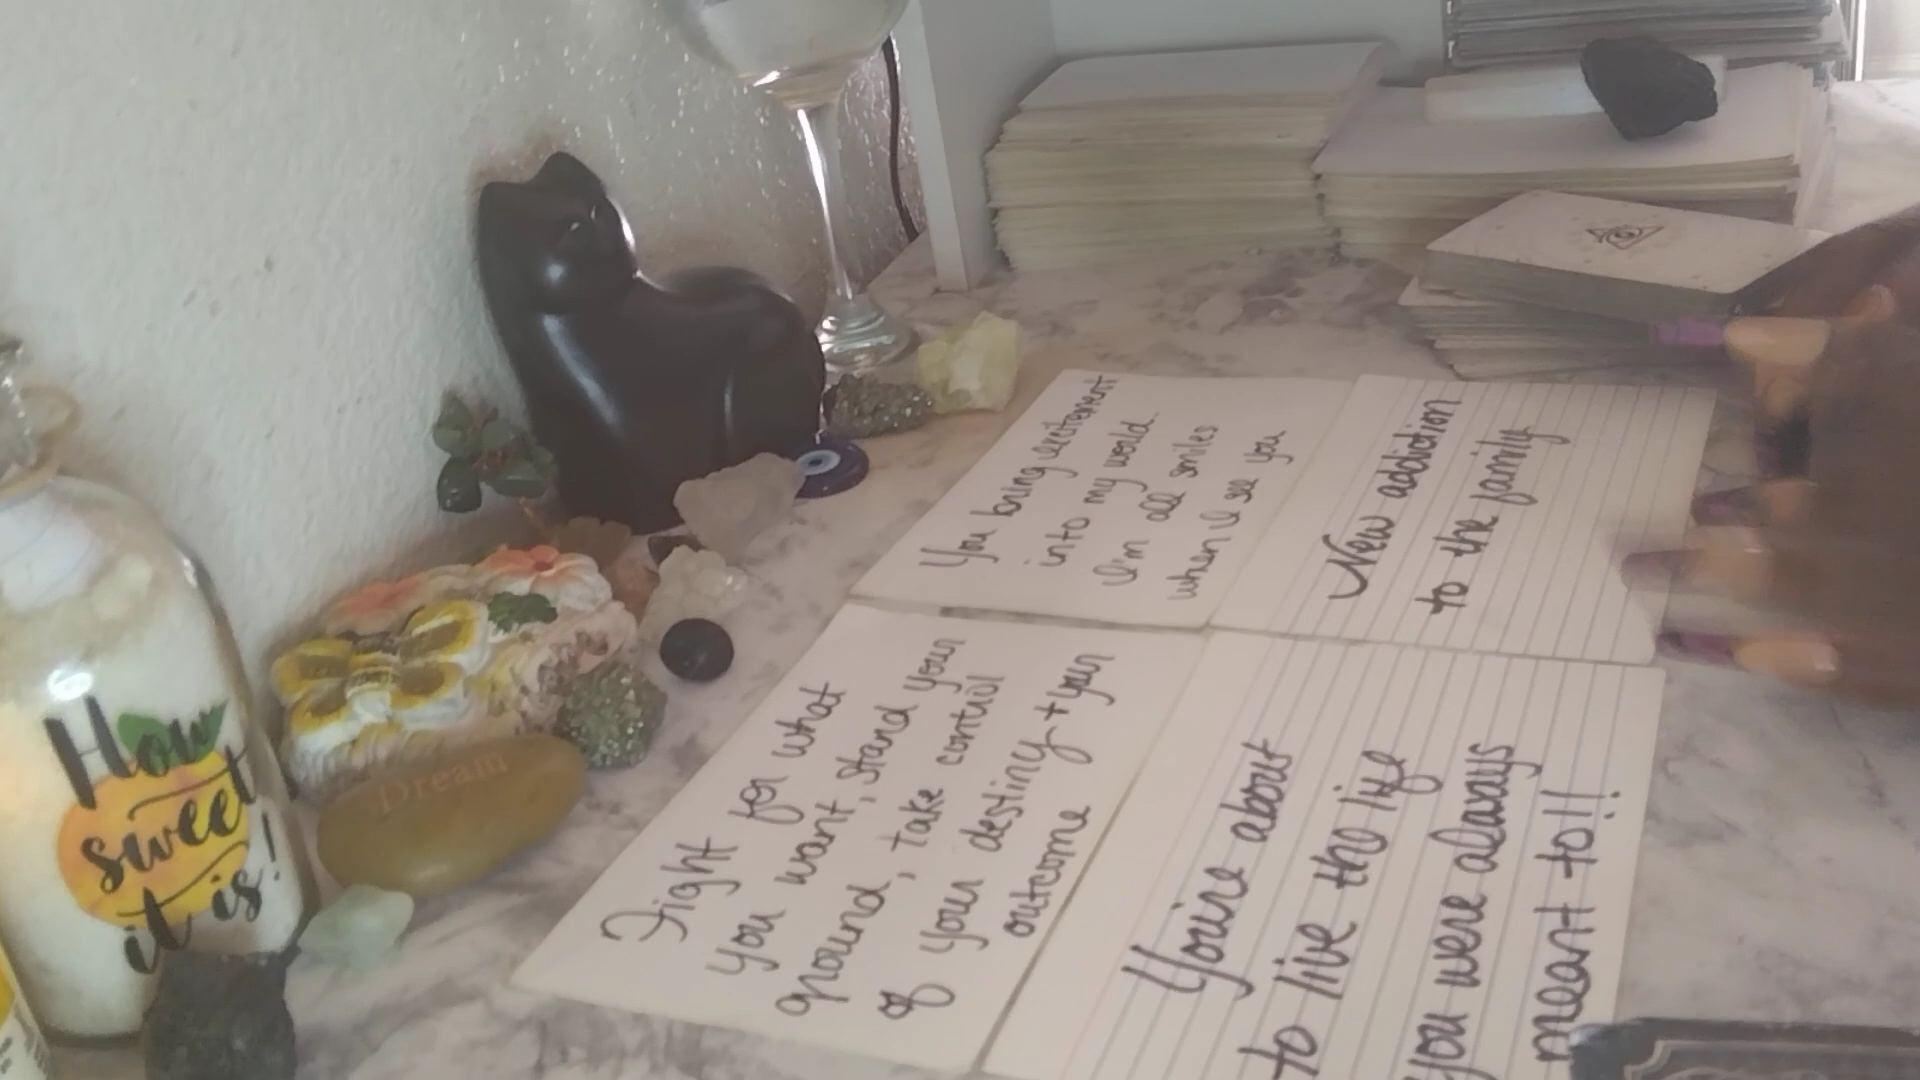 You bring excitement
into my world.
I'm all smiles
when I see you
New addiction
to the family
Fight for what
you want, stand your
ground, take control
of your destiny + your
outcome
You're about
to live the life
you were always
meant to!!
How
sweet
it is!
Dream